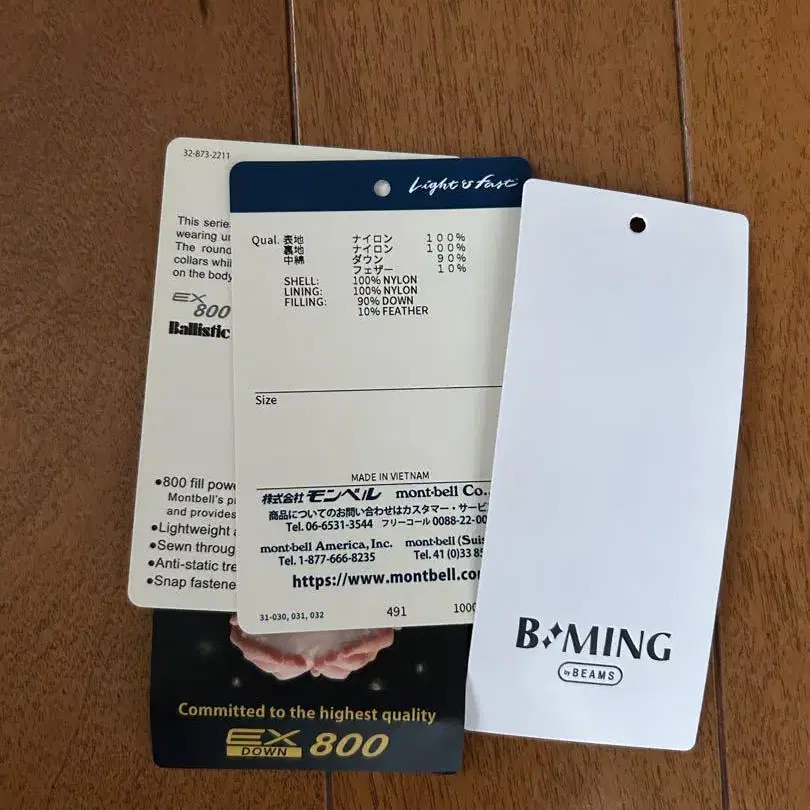 32-873-2211
This serie
wearing u
The round
collars whil
on the body
EX
800
Ballistic
•800 fill powe
Montbell's p
and provides
•Lightweight
•Sewn throug
•Anti-static tre
•Snap fastene
Light & Fast
Qual. 表地 ナイロン 100%
裏地 ナイロン 100%
中綿 ダウン 90%
フェザー 10%
SHELL: 100% NYLON
LINING: 100% NYLON
FILLING: 90% DOWN
10% FEATHER
Size
MADE IN VIETNAM
株式会社 モンベル mont-bell Co.,
商品についてのお問い合わせはカスタマー・サービ
Tel. 06-6531-3544 フリーコール 0088-22-00
mont-bell America, Inc. mont-bell (Suis
Tel. 1-877-666-8235 Tel. 41 (0)33 85
https://www.montbell.co
31-030, 031, 032 491 1000
Committed to the highest quality
EX DOWN 800
B MING
by BEAMS